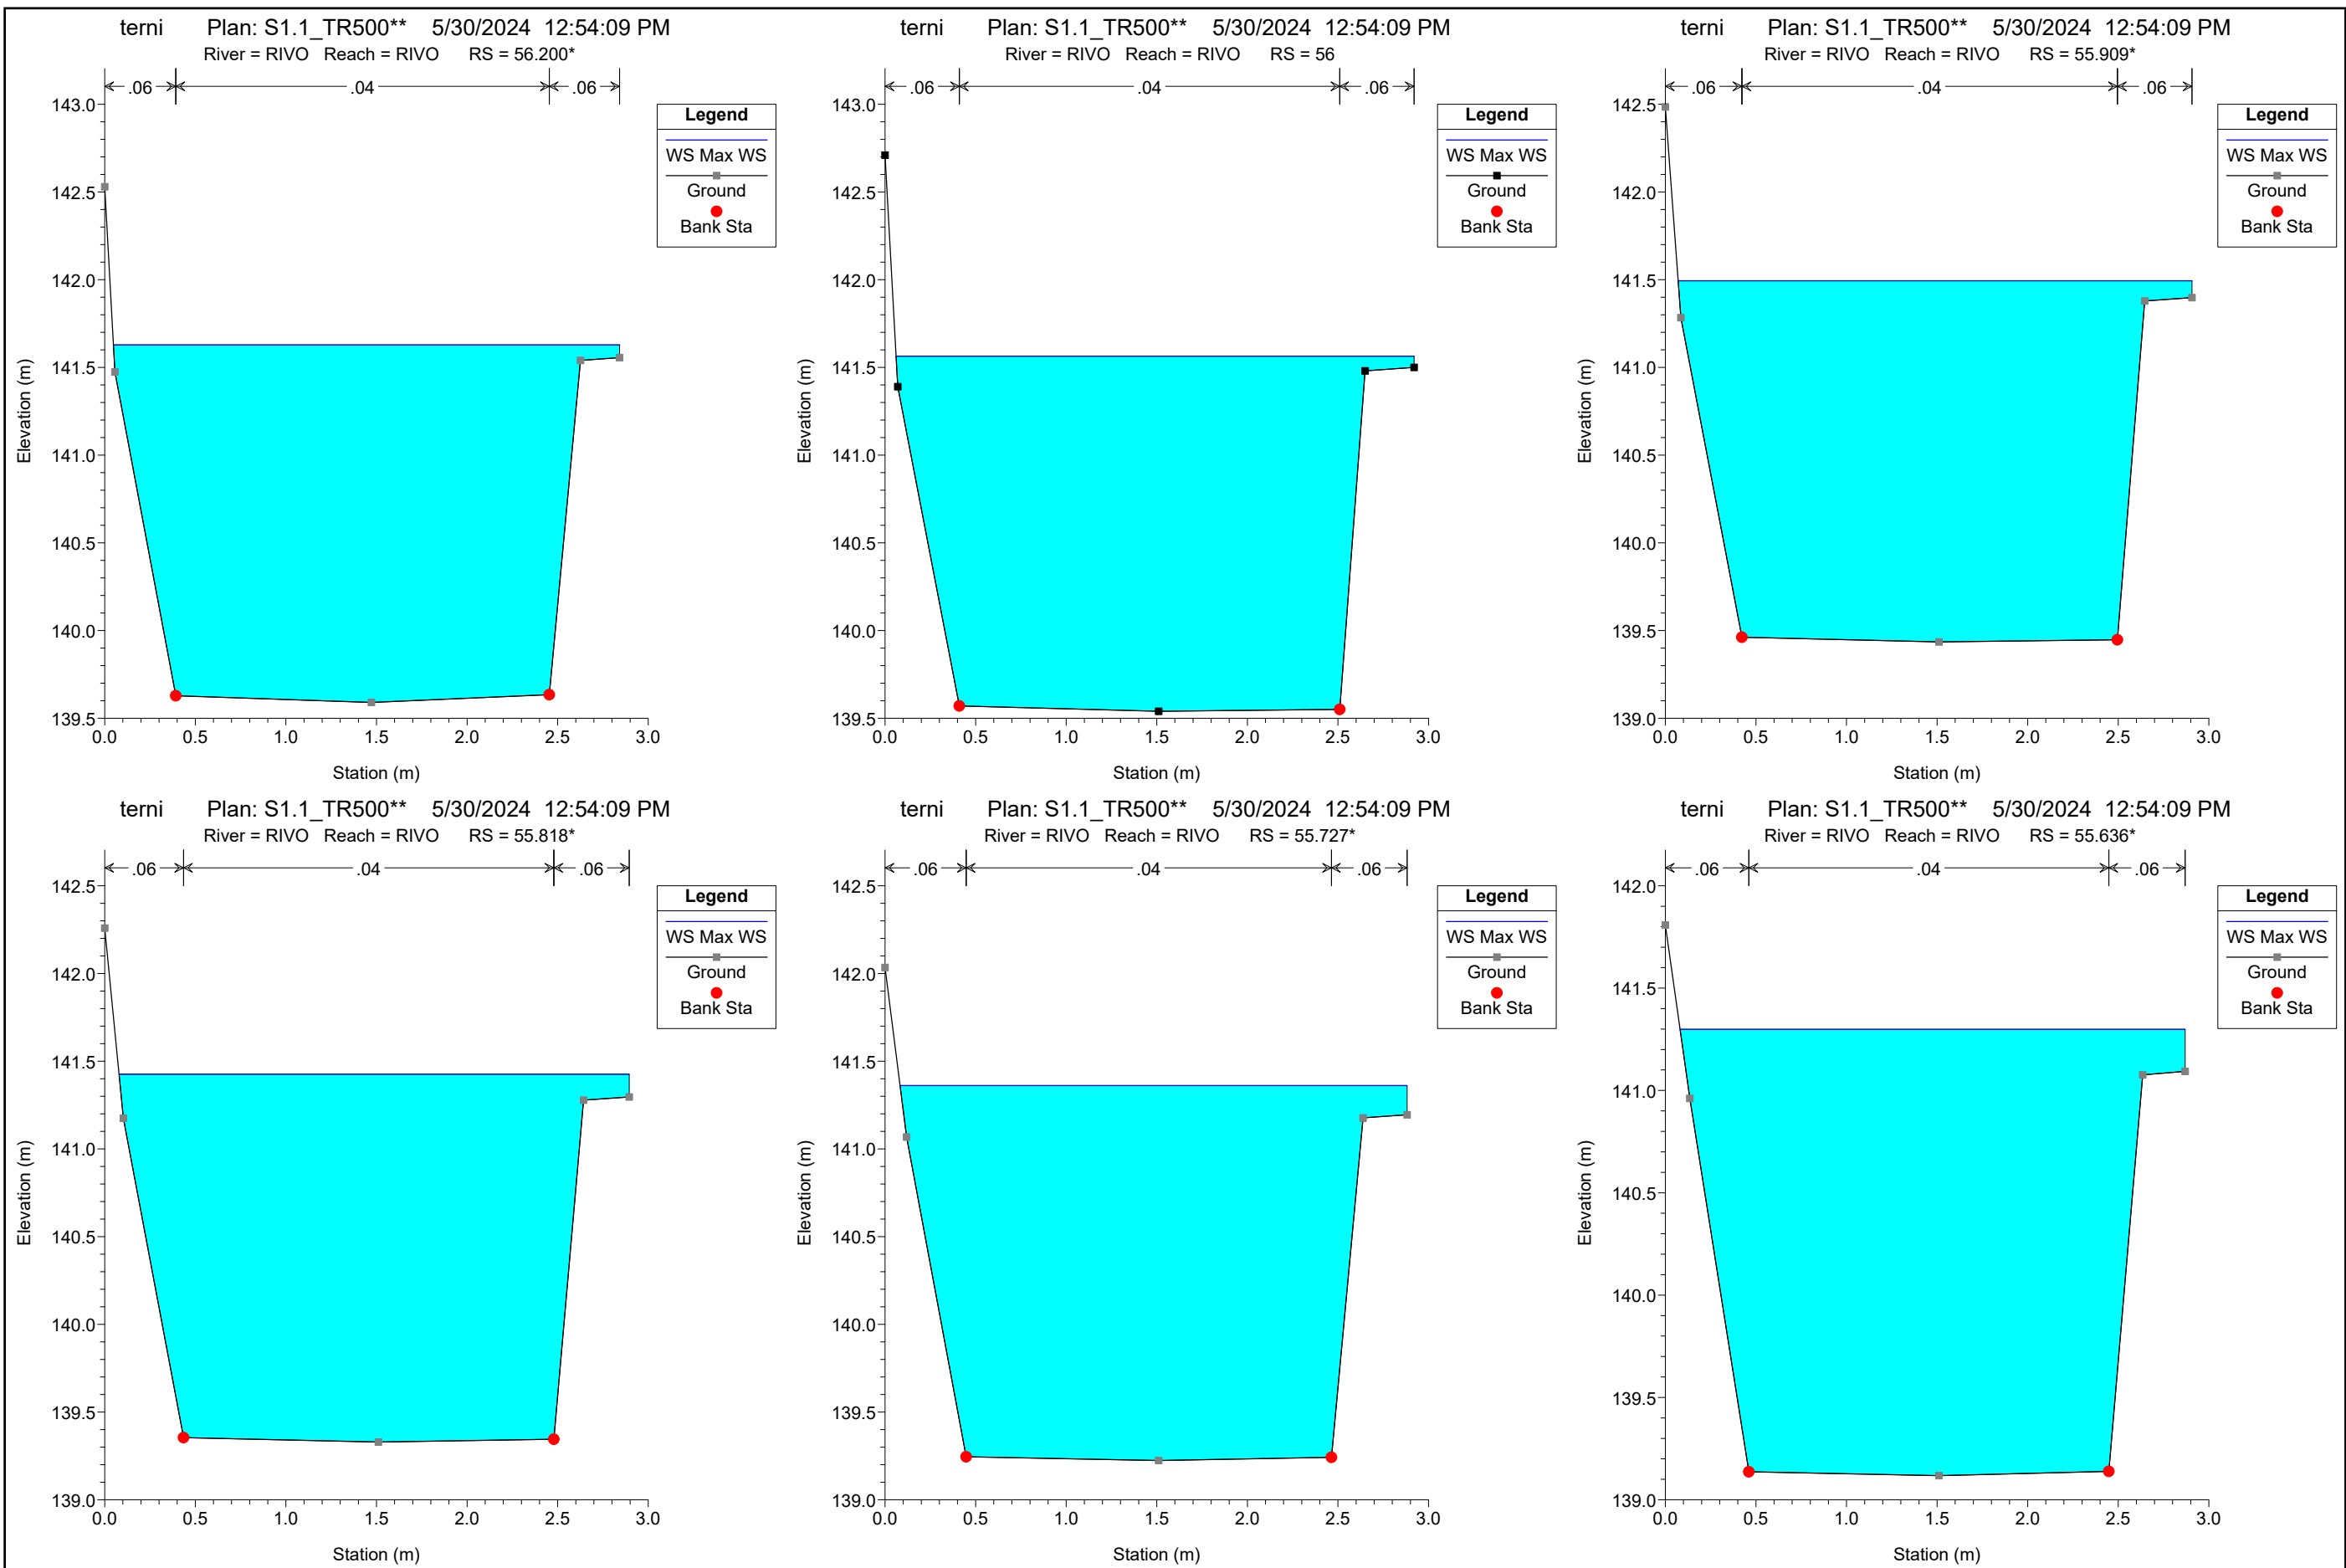 terni Plan: S1.1_TR500** 5/30/2024 12:54:09 PM
River = RIVO Reach = RIVO RS = 56.200*
.06 .04 .06
Legend
WS Max WS
Ground
Bank Sta
143.0
142.5
142.0
141.5
141.0
140.5
140.0
139.5
Elevation (m)
0.0 0.5 1.0 1.5 2.0 2.5 3.0
Station (m)
terni Plan: S1.1_TR500** 5/30/2024 12:54:09 PM
River = RIVO Reach = RIVO RS = 56
.06 .04 .06
Legend
WS Max WS
Ground
Bank Sta
143.0
142.5
142.0
141.5
141.0
140.5
140.0
139.5
Elevation (m)
0.0 0.5 1.0 1.5 2.0 2.5 3.0
Station (m)
terni Plan: S1.1_TR500** 5/30/2024 12:54:09 PM
River = RIVO Reach = RIVO RS = 55.909*
.06 .04 .06
Legend
WS Max WS
Ground
Bank Sta
142.5
142.0
141.5
141.0
140.5
140.0
139.5
139.0
Elevation (m)
0.0 0.5 1.0 1.5 2.0 2.5 3.0
Station (m)
terni Plan: S1.1_TR500** 5/30/2024 12:54:09 PM
River = RIVO Reach = RIVO RS = 55.818*
.06 .04 .06
Legend
WS Max WS
Ground
Bank Sta
142.5
142.0
141.5
141.0
140.5
140.0
139.5
139.0
Elevation (m)
0.0 0.5 1.0 1.5 2.0 2.5 3.0
Station (m)
terni Plan: S1.1_TR500** 5/30/2024 12:54:09 PM
River = RIVO Reach = RIVO RS = 55.727*
.06 .04 .06
Legend
WS Max WS
Ground
Bank Sta
142.5
142.0
141.5
141.0
140.5
140.0
139.5
139.0
Elevation (m)
0.0 0.5 1.0 1.5 2.0 2.5 3.0
Station (m)
terni Plan: S1.1_TR500** 5/30/2024 12:54:09 PM
River = RIVO Reach = RIVO RS = 55.636*
.06 .04 .06
Legend
WS Max WS
Ground
Bank Sta
142.0
141.5
141.0
140.5
140.0
139.5
139.0
Elevation (m)
0.0 0.5 1.0 1.5 2.0 2.5 3.0
Station (m)